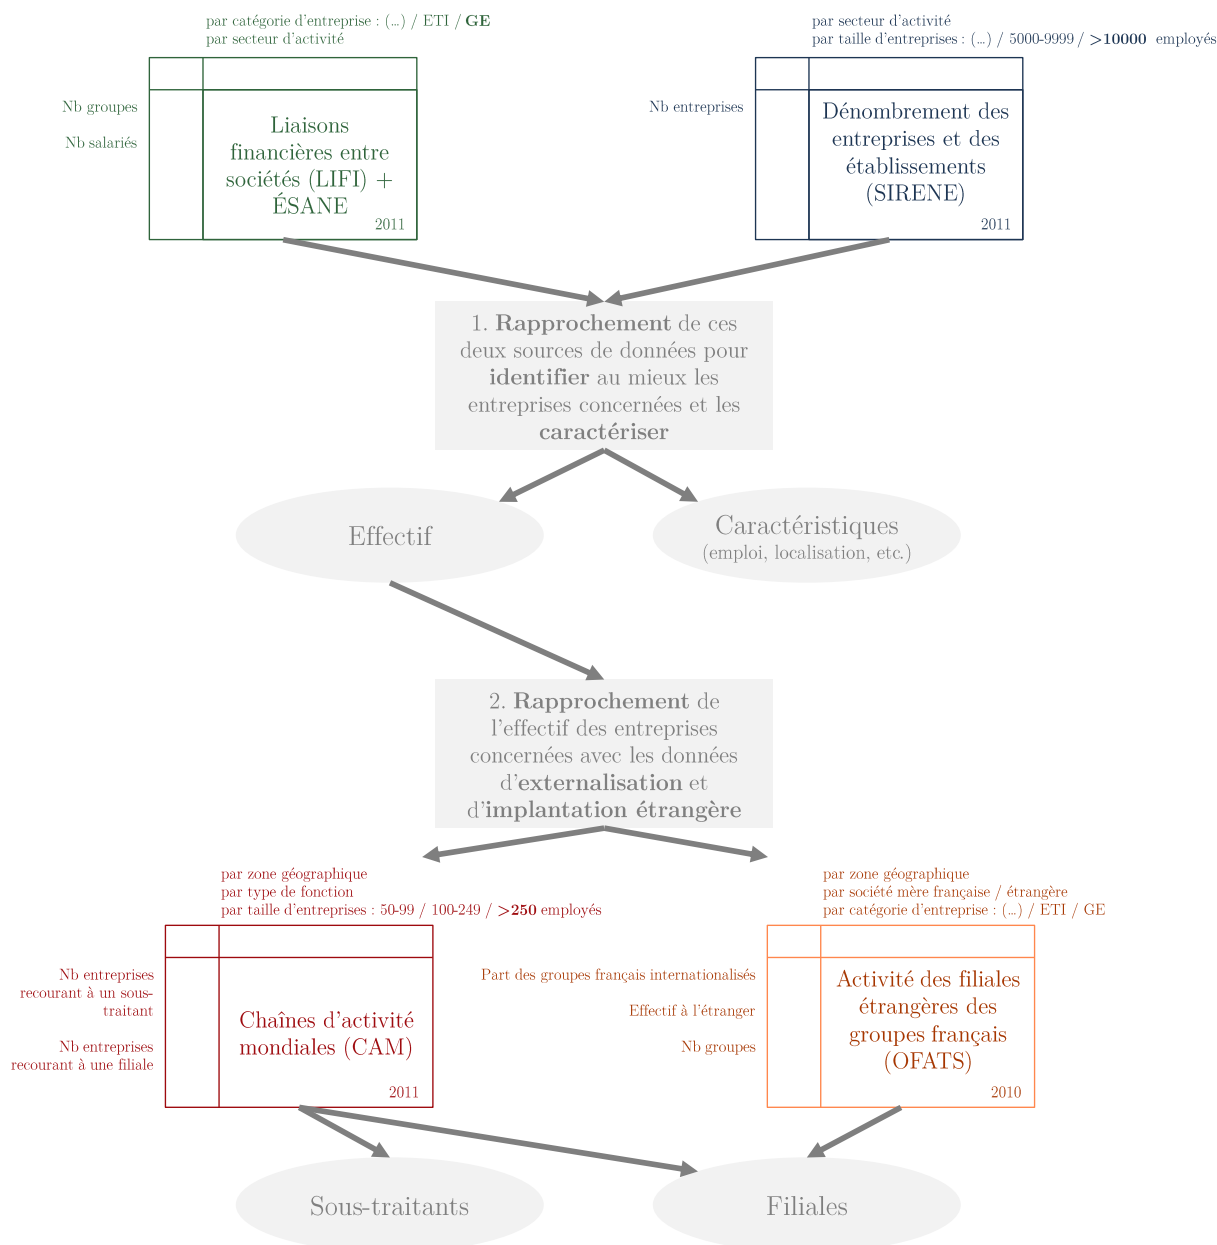 par catégorie d'entreprise : (...) / ETI / GE
par secteur d'activité
Nb groupes
Nb salariés
Liaisons
financières entre
sociétés (LIFI) +
ÉSANE
2011
par secteur d'activité
par taille d'entreprises : (...) / 5000-9999 / >10000 employés
Nb entreprises
Dénombrement des
entreprises et des
établissements
(SIRENE)
2011
1. Rapprochement de ces
deux sources de données pour
identifier au mieux les
entreprises concernées et les
caractériser
Effectif
Caractéristiques
(emploi, localisation, etc.)
2. Rapprochement de
l'effectif des entreprises
concernées avec les données
d'externalisation et
d'implantation étrangère
par zone géographique
par type de fonction
par taille d'entreprises : 50-99 / 100-249 / >250 employés
Nb entreprises
recourant à un sous-
traitant
Nb entreprises
recourant à une filiale
Chaînes d'activité
mondiales (CAM)
2011
par zone géographique
par société mère française / étrangère
par catégorie d'entreprise : (...) / ETI / GE
Part des groupes français internationalisés
Effectif à l'étranger
Nb groupes
Activité des filiales
étrangères des
groupes français
(OFATS)
2010
Sous-traitants
Filiales